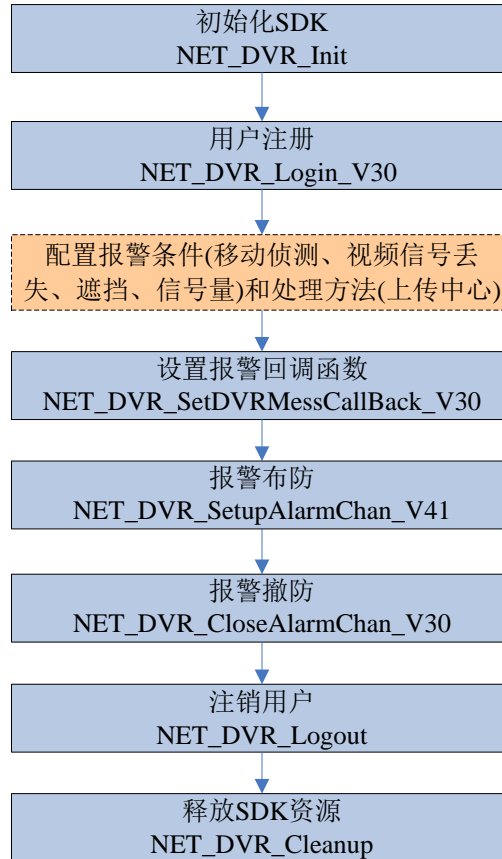 初始化SDK
NET_DVR_Init
用户注册
NET_DVR_Login_V30
配置报警条件(移动侦测、视频信号丢
失、遮挡、信号量)和处理方法(上传中心)
设置报警回调函数
NET_DVR_SetDVRMessCallBack_V30
报警布防
NET_DVR_SetupAlarmChan_V41
报警撤防
NET_DVR_CloseAlarmChan_V30
注销用户
NET_DVR_Logout
释放SDK资源
NET_DVR_Cleanup